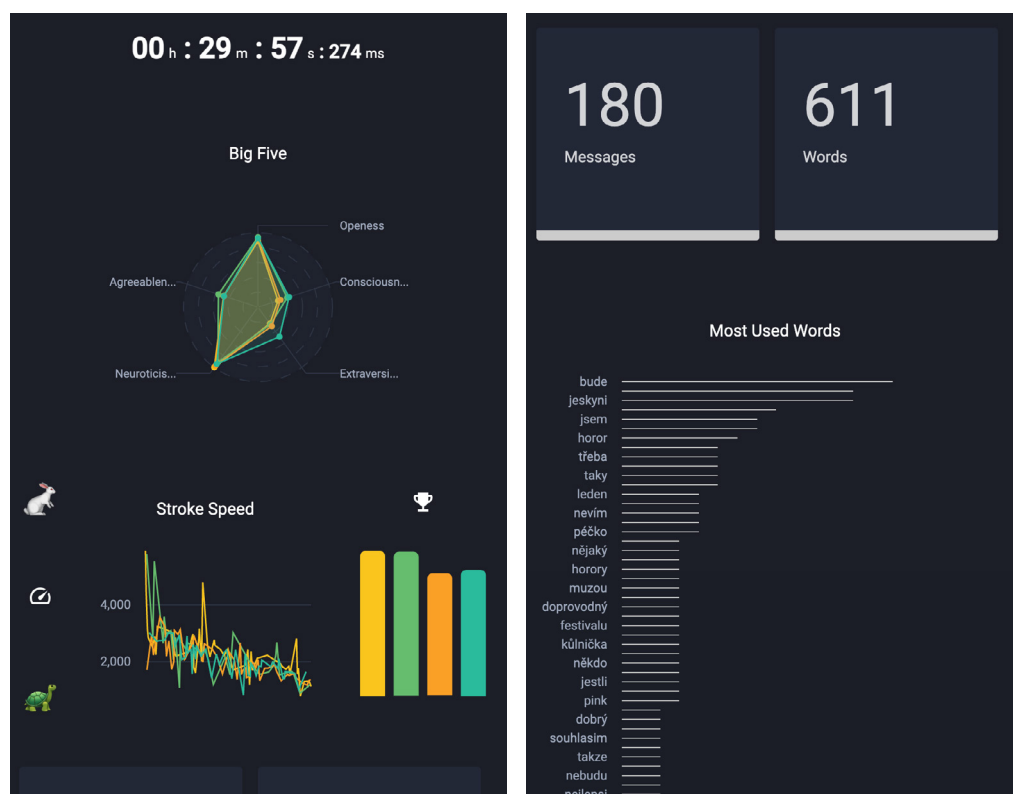 00 h : 29 m : 57 s : 274 ms
Big Five
Openess
Agreeablen...
Consciousn...
Neuroticis...
Extraversi...
Stroke Speed
4,000
2,000
180
Messages
611
Words
Most Used Words
bude
jeskyni
jsem
horor
třeba
taky
leden
nevím
péčko
nějaký
horory
muzou
doprovodný
festivalu
kůlnička
někdo
jestli
pink
dobrý
souhlasim
takze
nebudu